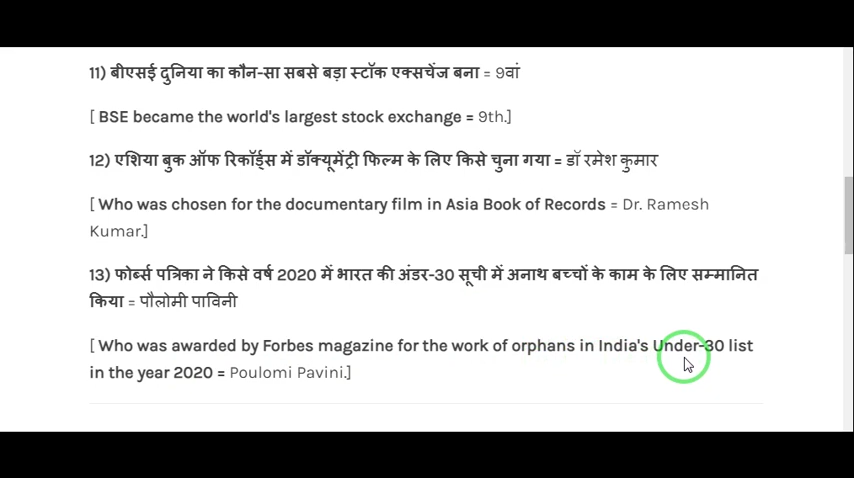 11) बीएसई दुनिया का कौन-सा सबसे बड़ा स्टॉक एक्सचेंज बना = 9वां
[ BSE became the world's largest stock exchange = 9th.]
12) एशिया बुक ऑफ रिकॉर्ड्स में डॉक्यूमेंट्री फिल्म के लिए किसे चुना गया = डॉ रमेश कुमार
[ Who was chosen for the documentary film in Asia Book of Records = Dr. Ramesh
Kumar.]
13) फोर्ब्स पत्रिका ने किसे वर्ष 2020 में भारत की अंडर-30 सूची में अनाथ बच्चों के काम के लिए सम्मानित
किया = पौलोमी पाविनी
[ Who was awarded by Forbes magazine for the work of orphans in India's Under-30 list
in the year 2020 = Poulomi Pavini.]